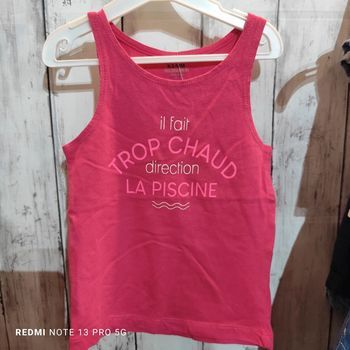 il fait
TROP CHAUD
direction
LA PISCINE
REDMI NOTE 13 PRO 5G